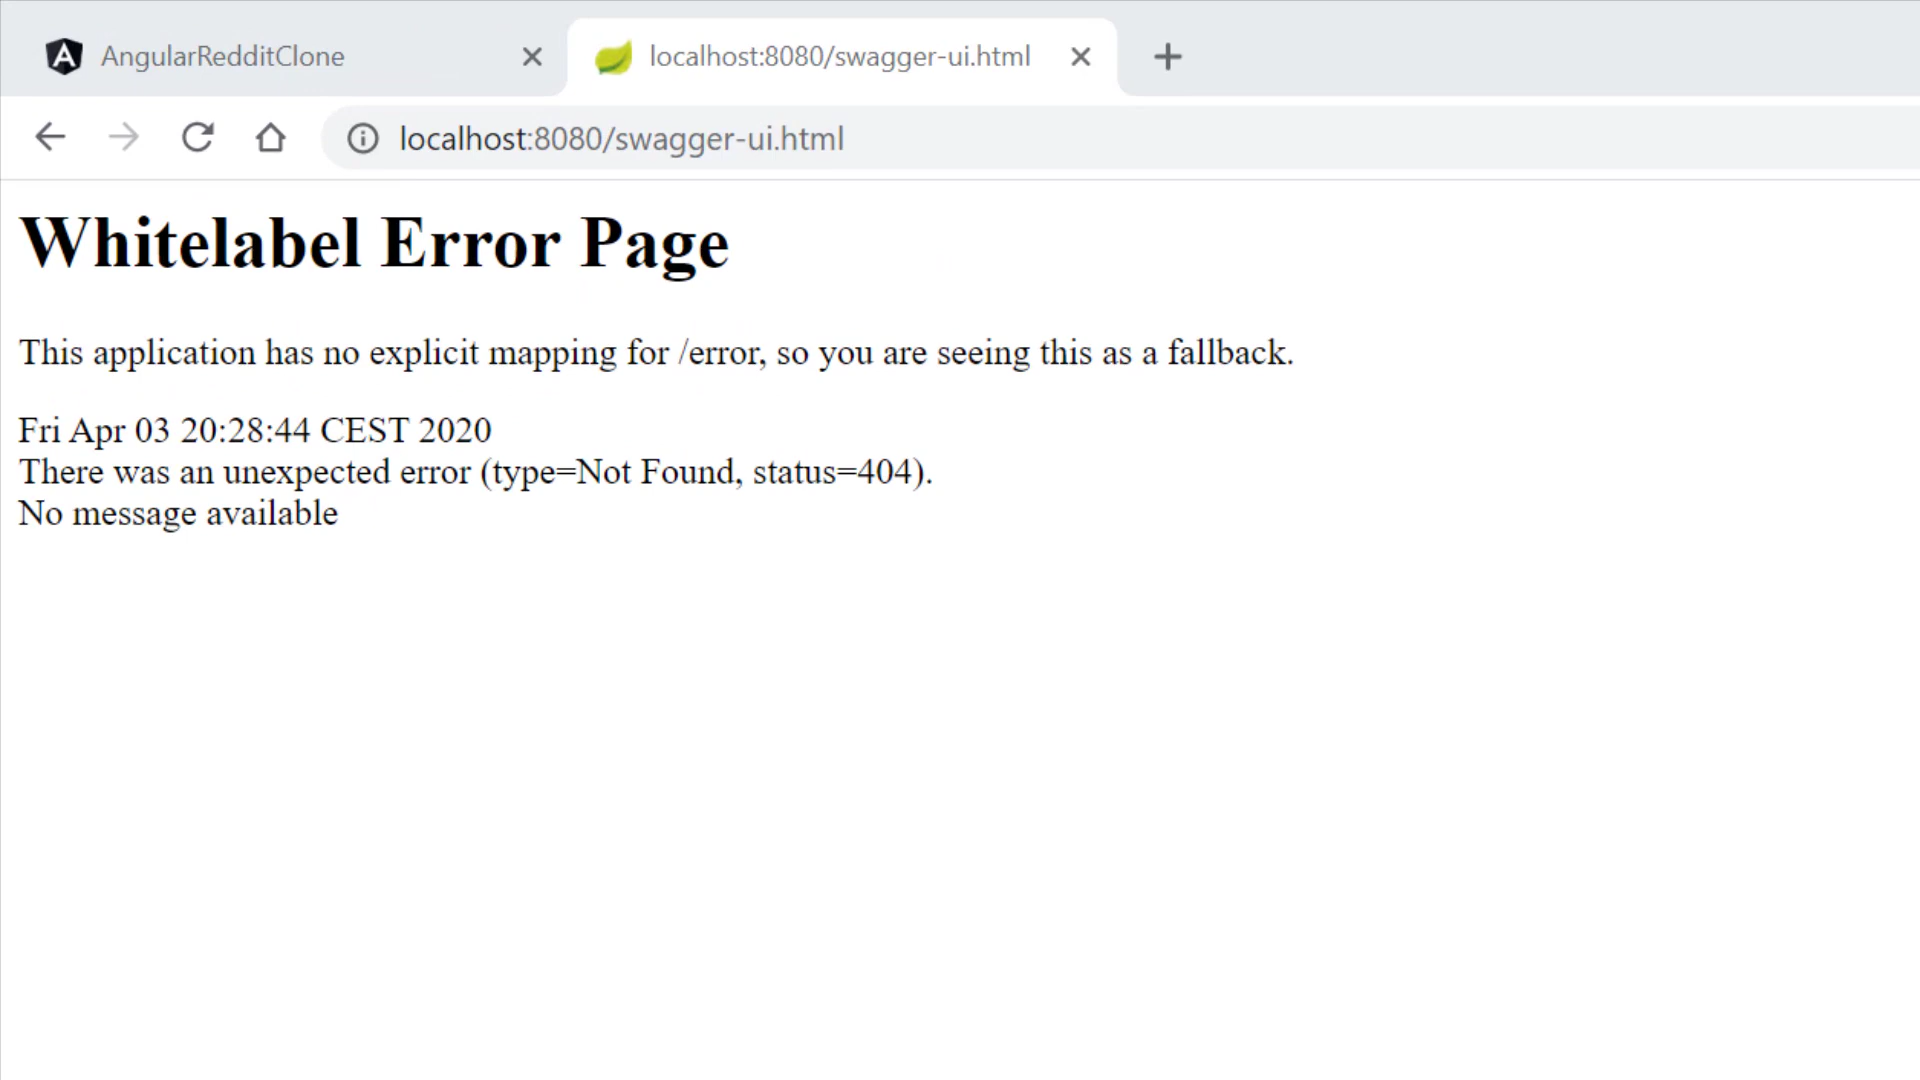 AngularRedditClone
localhost:8080/swagger-ui.html
localhost:8080/swagger-ui.html
Whitelabel Error Page
This application has no explicit mapping for /error, so you are seeing this as a fallback.
Fri Apr 03 20:28:44 CEST 2020
There was an unexpected error (type=Not Found, status=404).
No message available